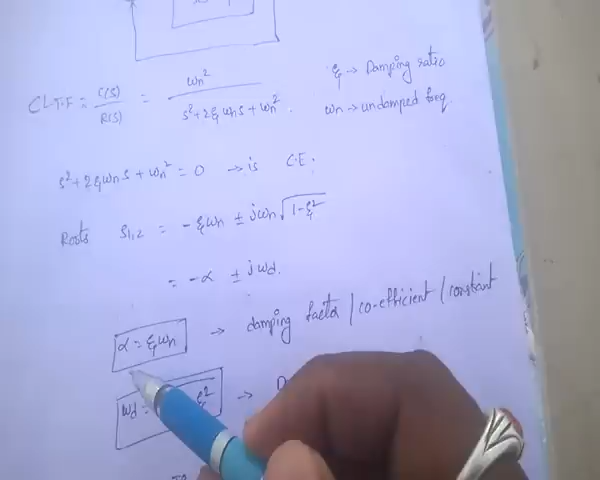 C.L.T.F = C(S)/R(S) = ωn²/(s²+2ξωns+ωn²).
ξ → Damping ratio
ωn → undamped freq
s²+2ξωns+ωn² = 0 → is C.E.
Roots S1,2 = -ξωn ± jωn√(1-ξ²)
= -α ± jωd.
α = ξωn → damping factor / co-efficient / constant
ωd = ξ² → D